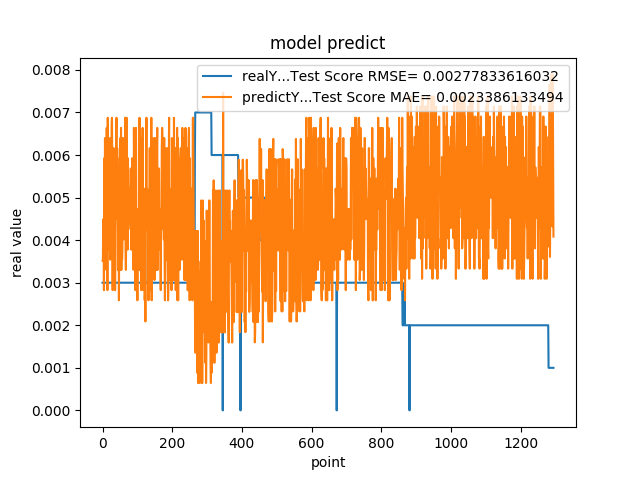 model predict
realY...Test Score RMSE= 0.00277833616032
predictY...Test Score MAE= 0.0023386133494
0.008
0.007
0.006
0.005
0.004
0.003
0.002
0.001
0.000
real value
0 200 400 600 800 1000 1200
point